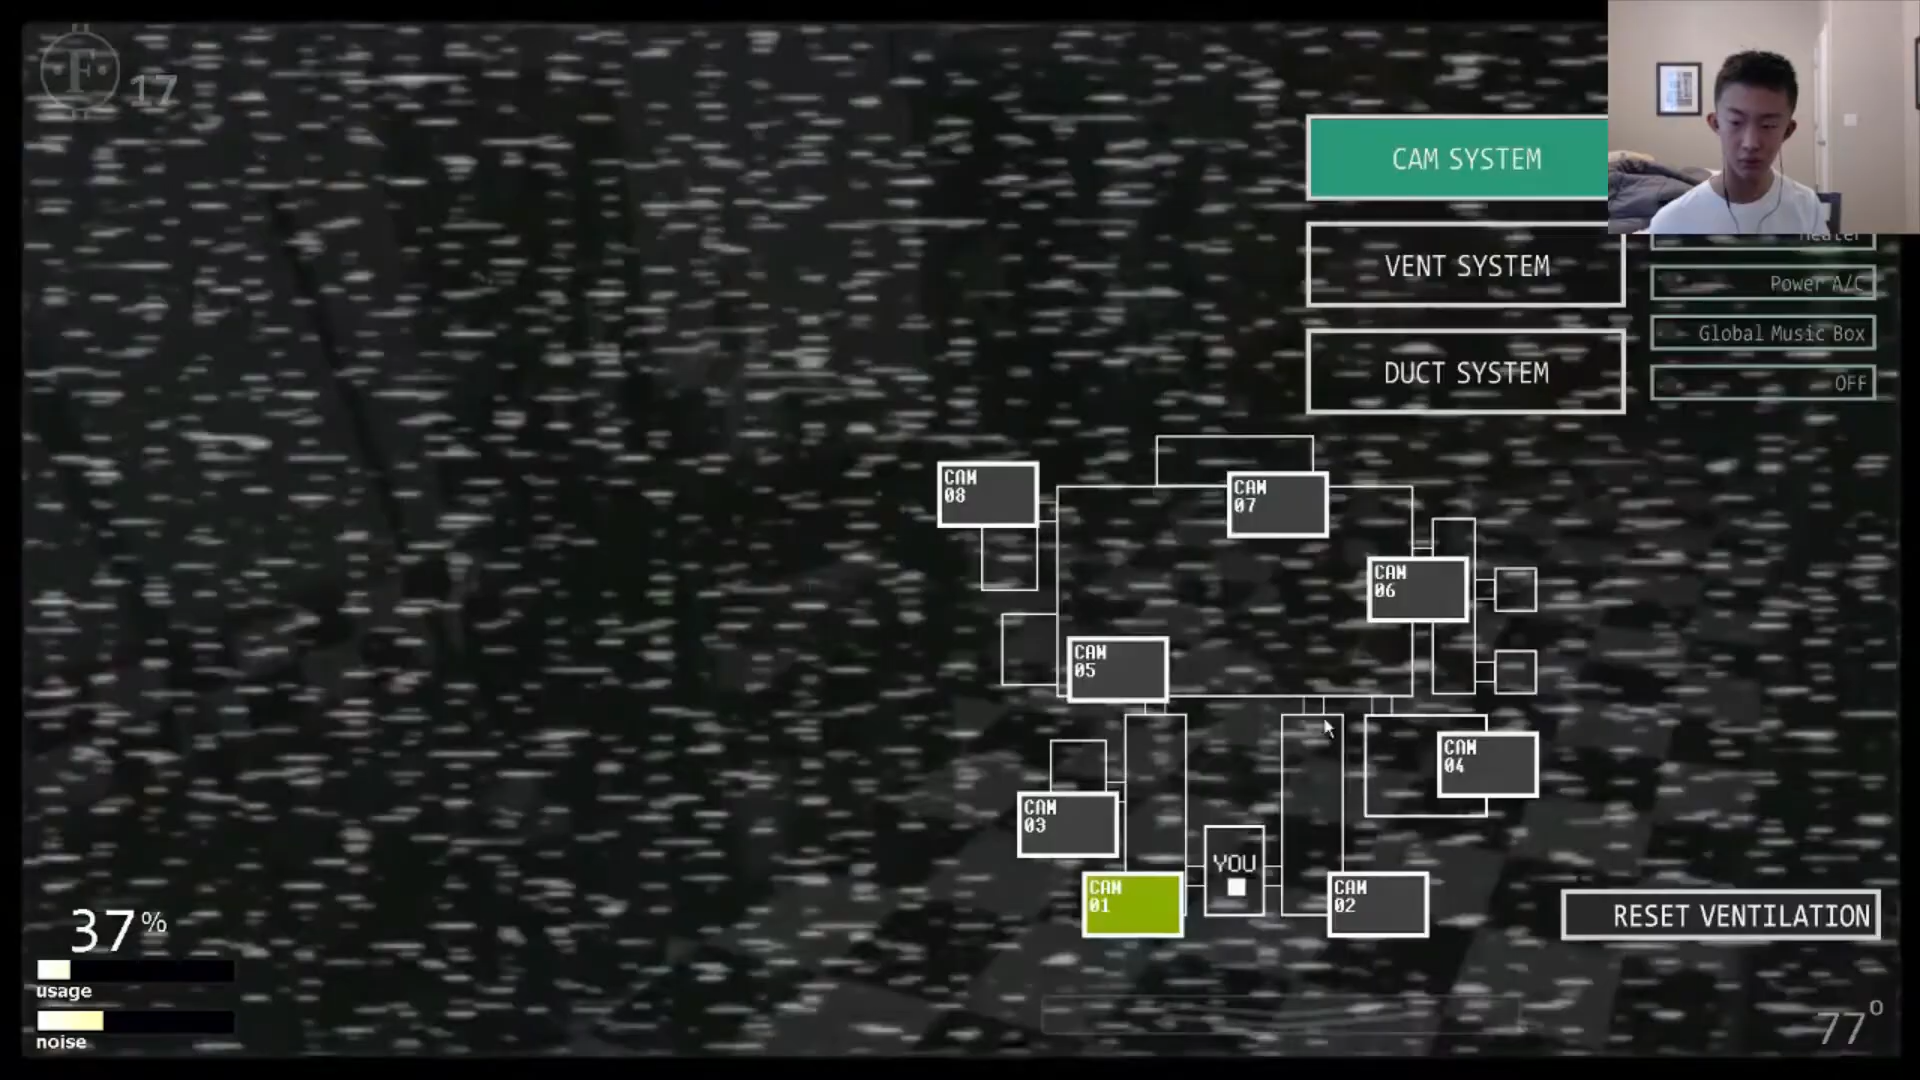 F 17
CAM SYSTEM
VENT SYSTEM
DUCT SYSTEM
Heater
Power A/C
Global Music Box
OFF
CAM
08
CAM
07
CAM
06
CAM
05
CAM
04
CAM
03
YOU
CAM
01
CAM
02
RESET VENTILATION
37%
usage
noise
77°